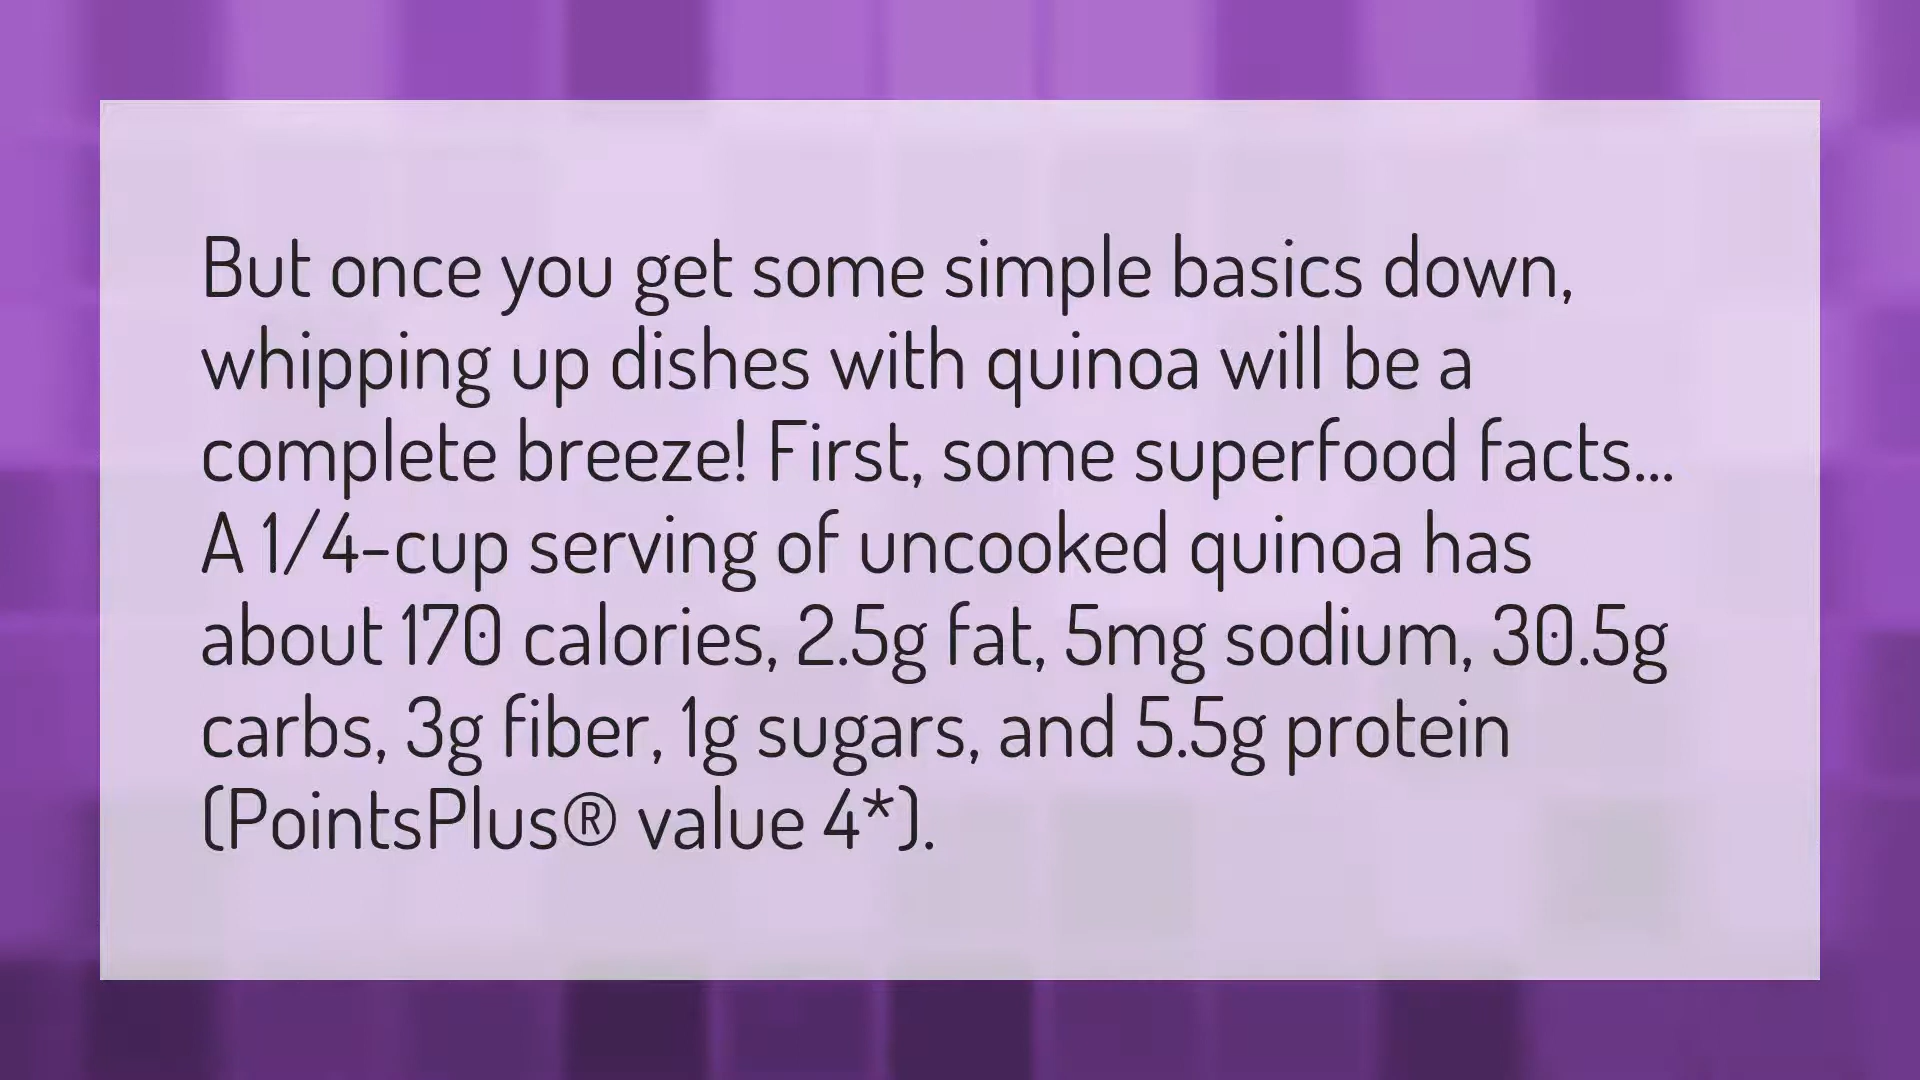 But once you get some simple basics down,
whipping up dishes with quinoa will be a
complete breeze! First, some superfood facts...
A 1/4-cup serving of uncooked quinoa has
about 170 calories, 2.5g fat, 5mg sodium, 30.5g
carbs, 3g fiber, 1g sugars, and 5.5g protein
(PointsPlus® value 4*).